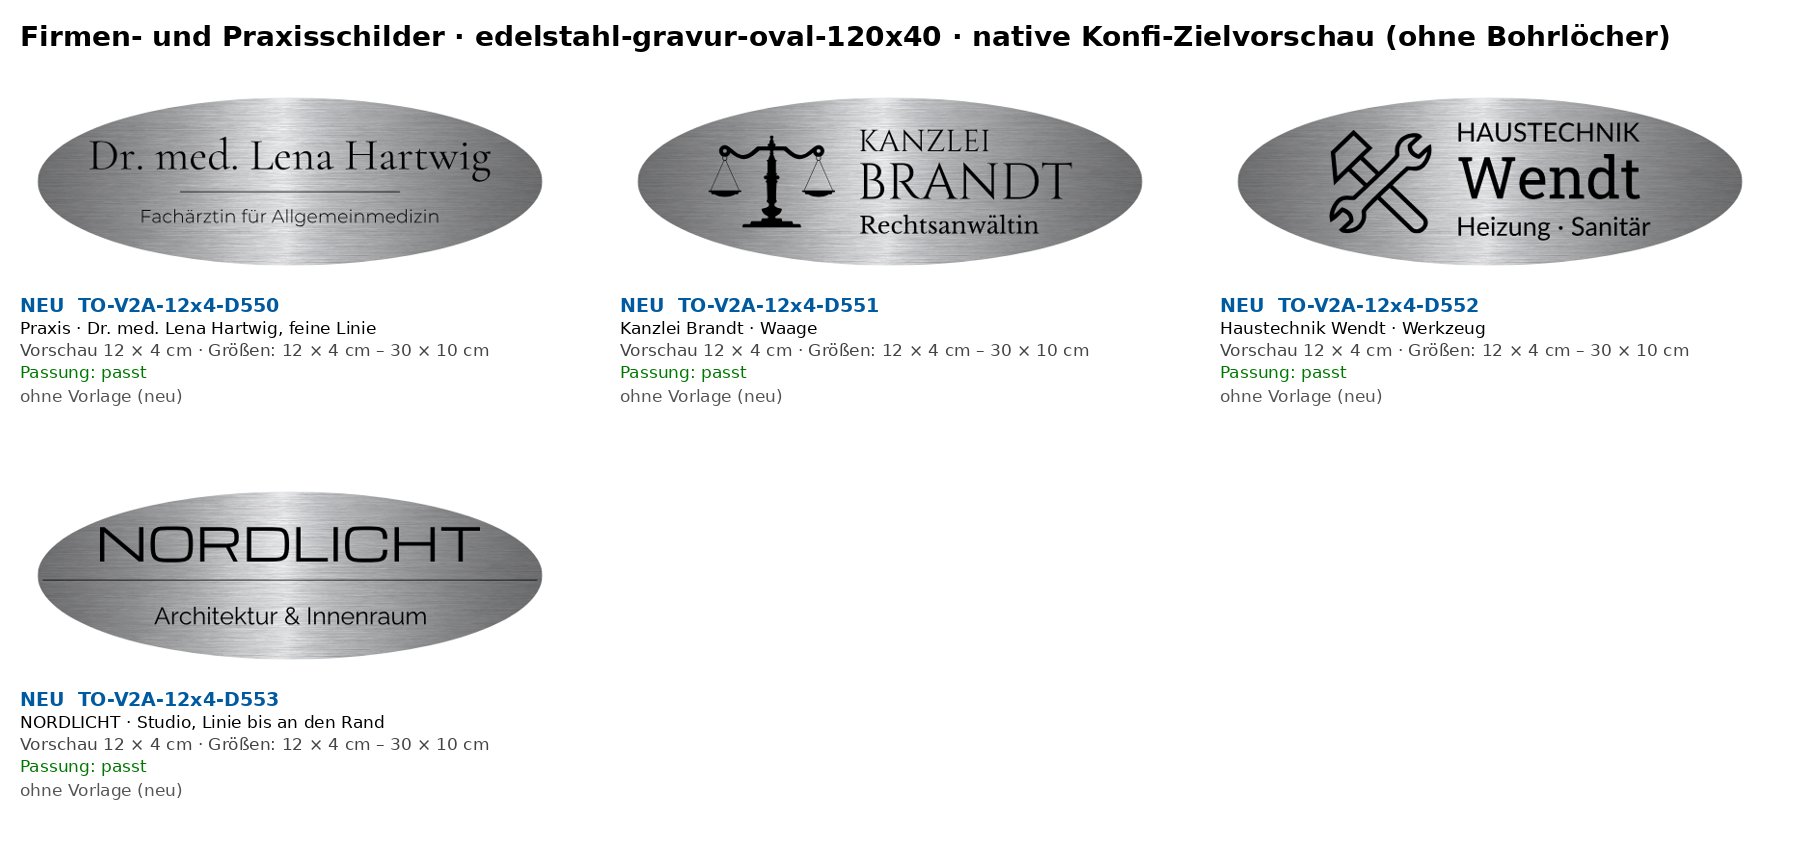 Firmen- und Praxisschilder · edelstahl-gravur-oval-120x40 · native Konfi-Zielvorschau (ohne Bohrlöcher)
Dr. med. Lena Hartwig
Fachärztin für Allgemeinmedizin
NEU TO-V2A-12x4-D550
Praxis · Dr. med. Lena Hartwig, feine Linie
Vorschau 12 × 4 cm · Größen: 12 × 4 cm – 30 × 10 cm
Passung: passt
ohne Vorlage (neu)
KANZLEI
BRANDT
Rechtsanwältin
NEU TO-V2A-12x4-D551
Kanzlei Brandt · Waage
Vorschau 12 × 4 cm · Größen: 12 × 4 cm – 30 × 10 cm
Passung: passt
ohne Vorlage (neu)
HAUSTECHNIK
Wendt
Heizung · Sanitär
NEU TO-V2A-12x4-D552
Haustechnik Wendt · Werkzeug
Vorschau 12 × 4 cm · Größen: 12 × 4 cm – 30 × 10 cm
Passung: passt
ohne Vorlage (neu)
NORDLICHT
Architektur & Innenraum
NEU TO-V2A-12x4-D553
NORDLICHT · Studio, Linie bis an den Rand
Vorschau 12 × 4 cm · Größen: 12 × 4 cm – 30 × 10 cm
Passung: passt
ohne Vorlage (neu)